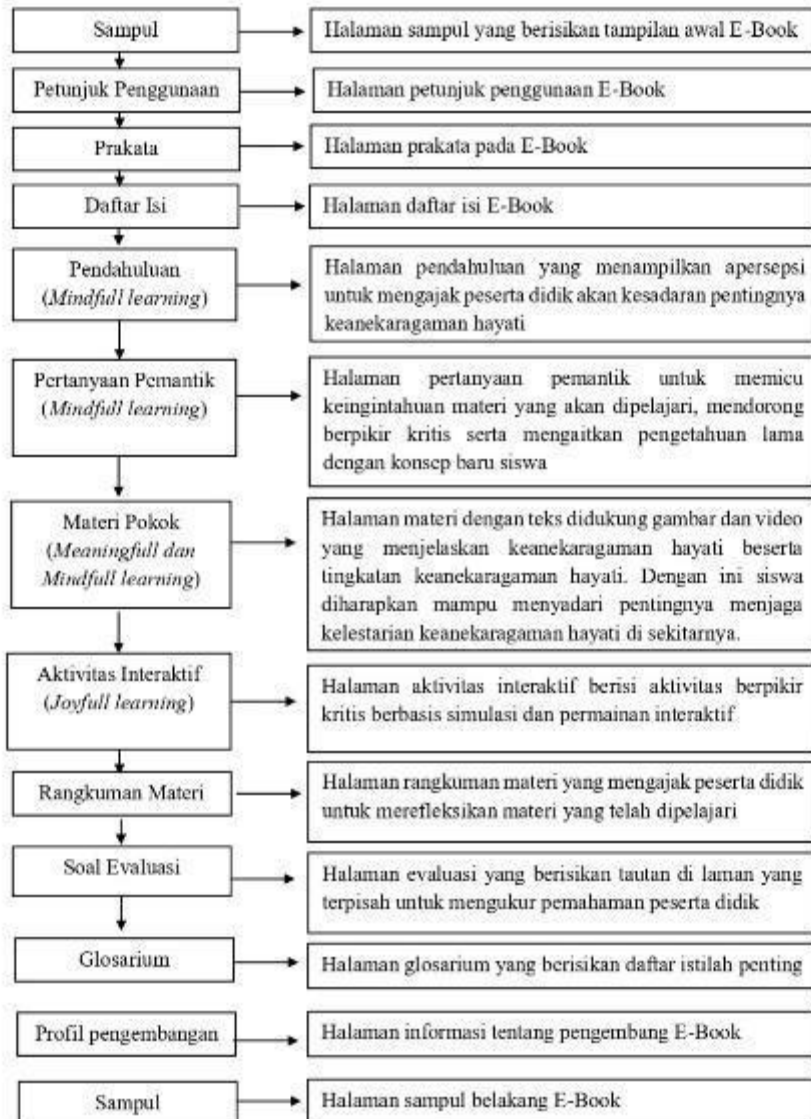 Sampul
Halaman sampul yang berisikan tampilan awal E-Book
Petunjuk Penggunaan
Halaman petunjuk penggunaan E-Book
Prakata
Halaman prakata pada E-Book
Daftar Isi
Halaman daftar isi E-Book
Pendahuluan
(Mindfull learning)
Halaman pendahuluan yang menampilkan apersepsi
untuk mengajak peserta didik akan kesadaran pentingnya
keanekaragaman hayati
Pertanyaan Pemantik
(Mindfull learning)
Halaman pertanyaan pemantik untuk memicu
keingintahuan materi yang akan dipelajari, mendorong
berpikir kritis serta mengaitkan pengetahuan lama
dengan konsep baru siswa
Materi Pokok
(Meaningfull dan
Mindfull learning)
Halaman materi dengan teks didukung gambar dan video
yang menjelaskan keanekaragaman hayati beserta
tingkatan keanekaragaman hayati. Dengan ini siswa
diharapkan mampu menyadari pentingnya menjaga
kelestarian keanekaragaman hayati di sekitarnya.
Aktivitas Interaktif
(Joyfull learning)
Halaman aktivitas interaktif berisi aktivitas berpikir
kritis berbasis simulasi dan permainan interaktif
Rangkuman Materi
Halaman rangkuman materi yang mengajak peserta didik
untuk merefleksikan materi yang telah dipelajari
Soal Evaluasi
Halaman evaluasi yang berisikan tautan di laman yang
terpisah untuk mengukur pemahaman peserta didik
Glosarium
Halaman glosarium yang berisikan daftar istilah penting
Profil pengembangan
Halaman informasi tentang pengembang E-Book
Sampul
Halaman sampul belakang E-Book